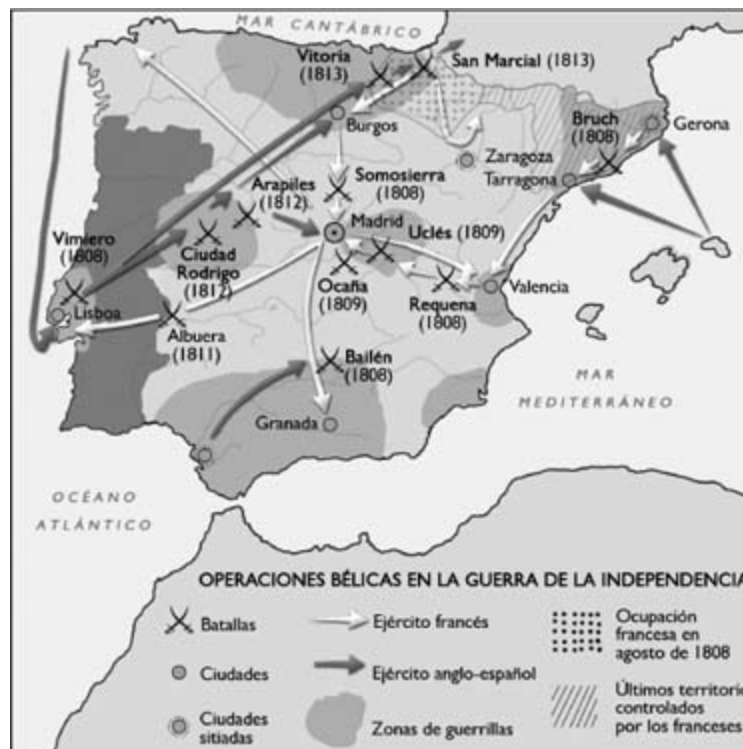 MAR CANTÁBRICO
Vitoria
(1813)
San Marcial (1813)
Burgos
Bruch
(1808)
Gerona
Zaragoza
Tarragona
Arapiles
(1812)
Somosierra
(1808)
Madrid
Uclés (1809)
Vimiero
(1808)
Ciudad
Rodrigo
(1812)
Ocaña
(1809)
Requena
(1808)
Valencia
Lisboa
Albuera
(1811)
Bailén
(1808)
Granada
MAR
MEDITERRÁNEO
OCÉANO
ATLÁNTICO
OPERACIONES BÉLICAS EN LA GUERRA DE LA INDEPENDENCIA
Batallas
Ejército francés
Ocupación
francesa en
agosto de 1808
Ciudades
Ejército anglo-español
Últimos territorio
controlados
por los franceses
Ciudades
sitiadas
Zonas de guerrillas